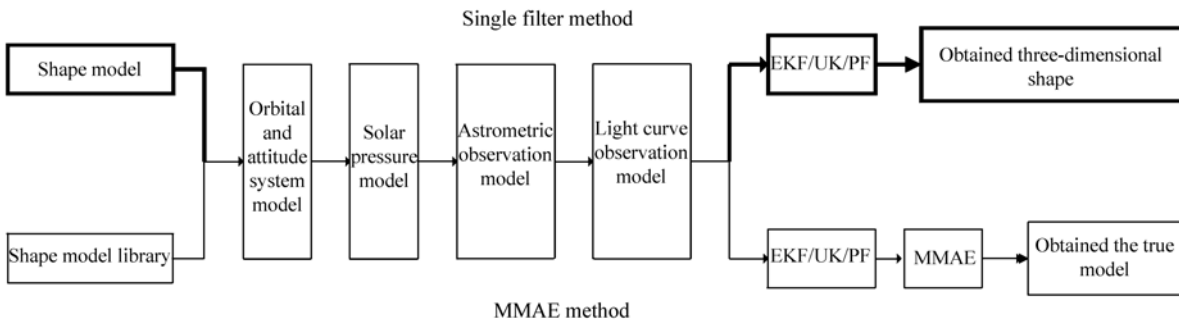 Single filter method
Shape model
Orbital
and
attitude
system
model
Solar
pressure
model
Astrometric
observation
model
Light curve
observation
model
EKF/UK/PF
Obtained three-dimensional
shape
Shape model library
EKF/UK/PF
MMAE
Obtained the true
model
MMAE method